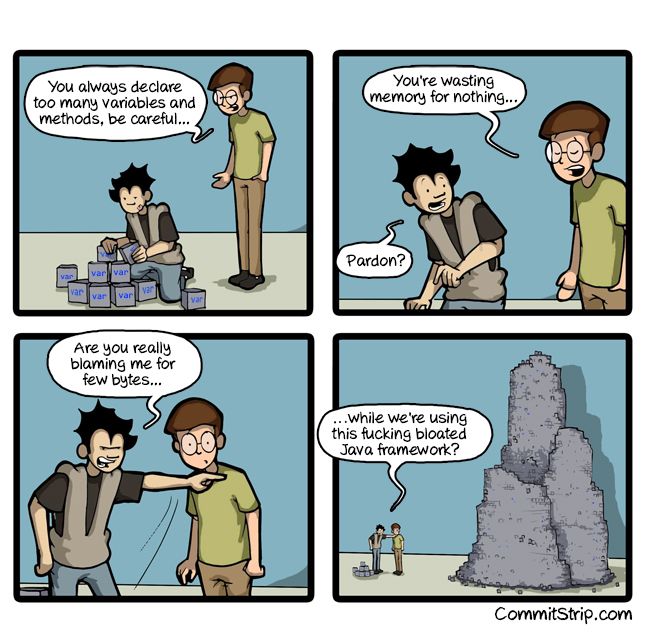 You always declare
too many variables and
methods, be careful...
var
var
var
var
var
var
var
var
var
You're wasting
memory for nothing...
Pardon?
Are you really
blaming me for
few bytes...
...while we're using
this fucking bloated
Java framework?
CommitStrip.com